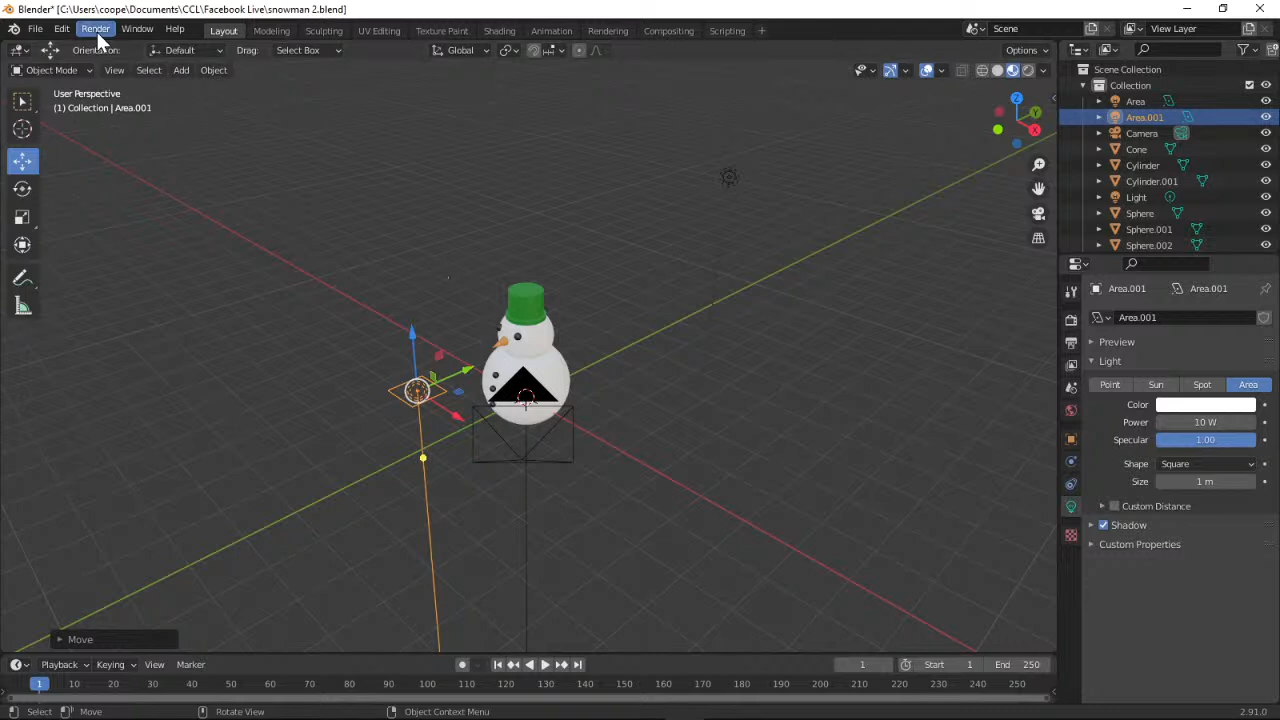 Blender* [C:\Users\coope\Documents\CCL\Facebook Live\snowman 2.blend]
File Edit Render Window Help Layout Modeling Sculpting UV Editing Texture Paint Shading Animation Rendering Compositing Scripting + Scene View Layer
Orientation: Default Drag: Select Box Global Options
Object Mode View Select Add Object
User Perspective
(1) Collection | Area.001
Z
Y
X
Scene Collection
Collection
Area
Area.001
Camera
Cone
Cylinder
Cylinder.001
Light
Sphere
Sphere.001
Sphere.002
Area.001 Area.001
Area.001
Preview
Light
Point Sun Spot Area
Color
Power 10 W
Specular 1.00
Shape Square
Size 1 m
Custom Distance
Shadow
Custom Properties
Move
Playback Keying View Marker 1 Start 1 End 250
1 10 20 30 40 50 60 70 80 90 100 110 120 130 140 150 160 170 180 190 200 210 220 230 240 250
Select Move Rotate View Object Context Menu 2.91.0